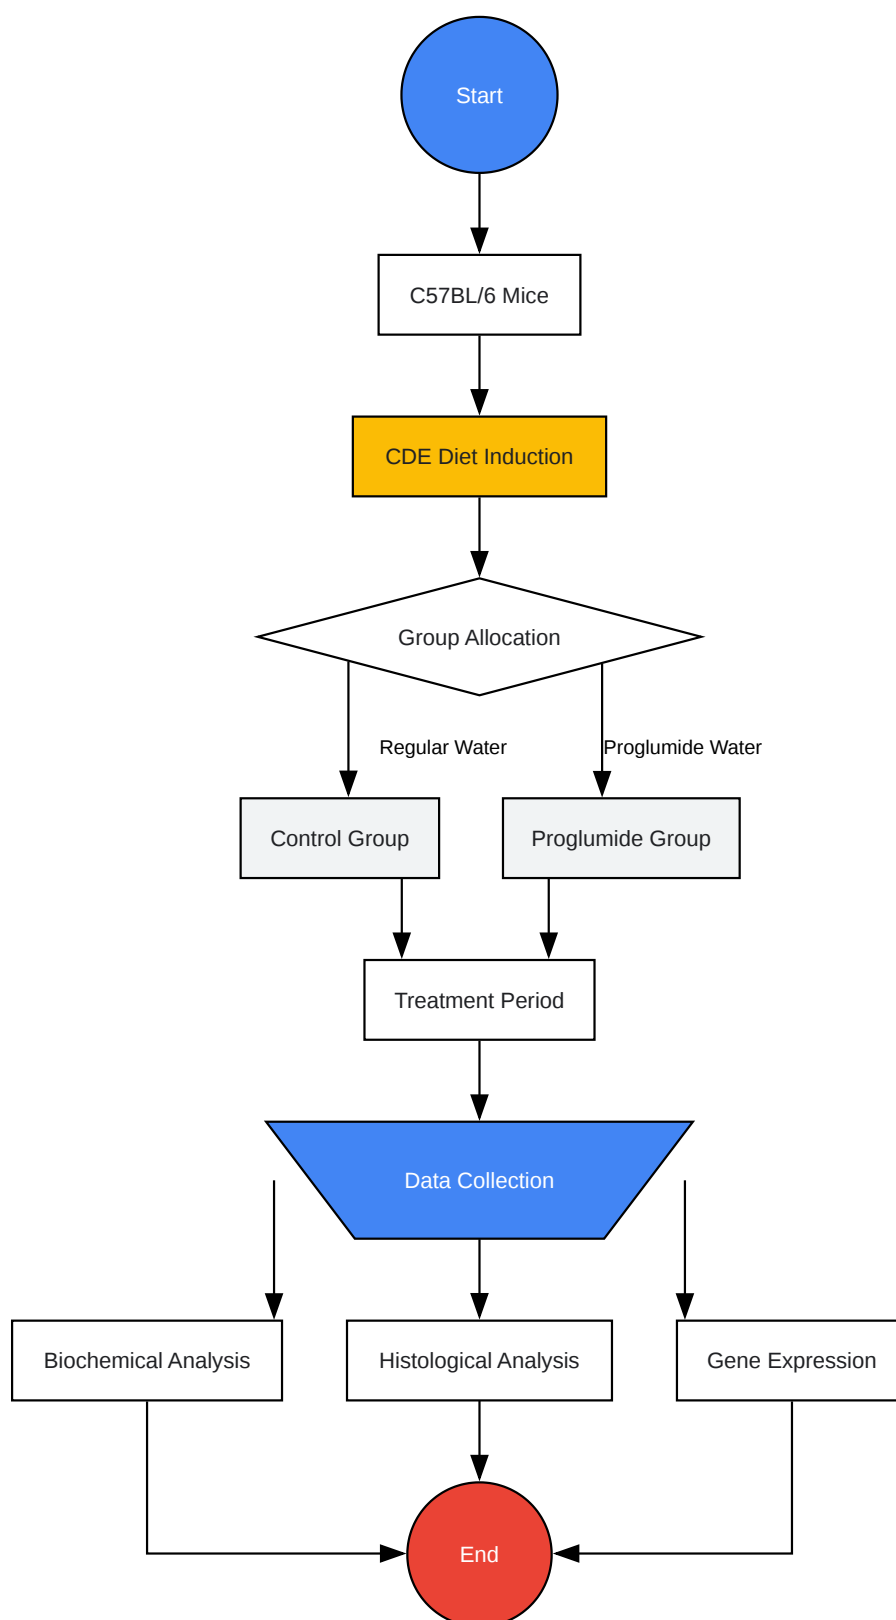 Start
C57BL/6 Mice
CDE Diet Induction
Group Allocation
Regular Water
Proglumide Water
Control Group
Proglumide Group
Treatment Period
Data Collection
Biochemical Analysis
Histological Analysis
Gene Expression
End